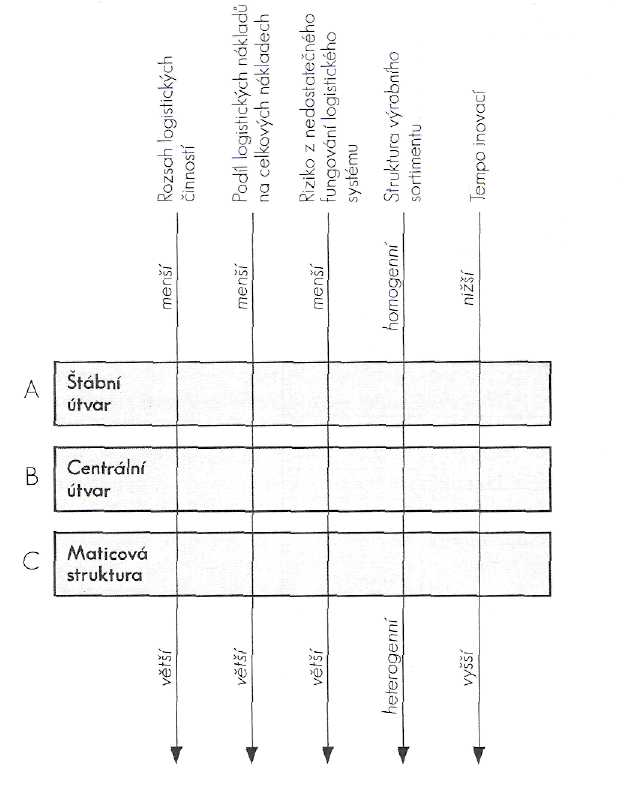 Rozsah logistických
činností
Podíl logistických nákladů
na celkových nákladech
Riziko z nedostatečného
fungování logistického
systému
Struktura výrobního
sortimentu
Tempo inovací
menší
menší
menší
homogenní
nižší
A
Štábní
útvar
B
Centrální
útvar
C
Maticová
struktura
větší
větší
větší
heterogenní
vyšší